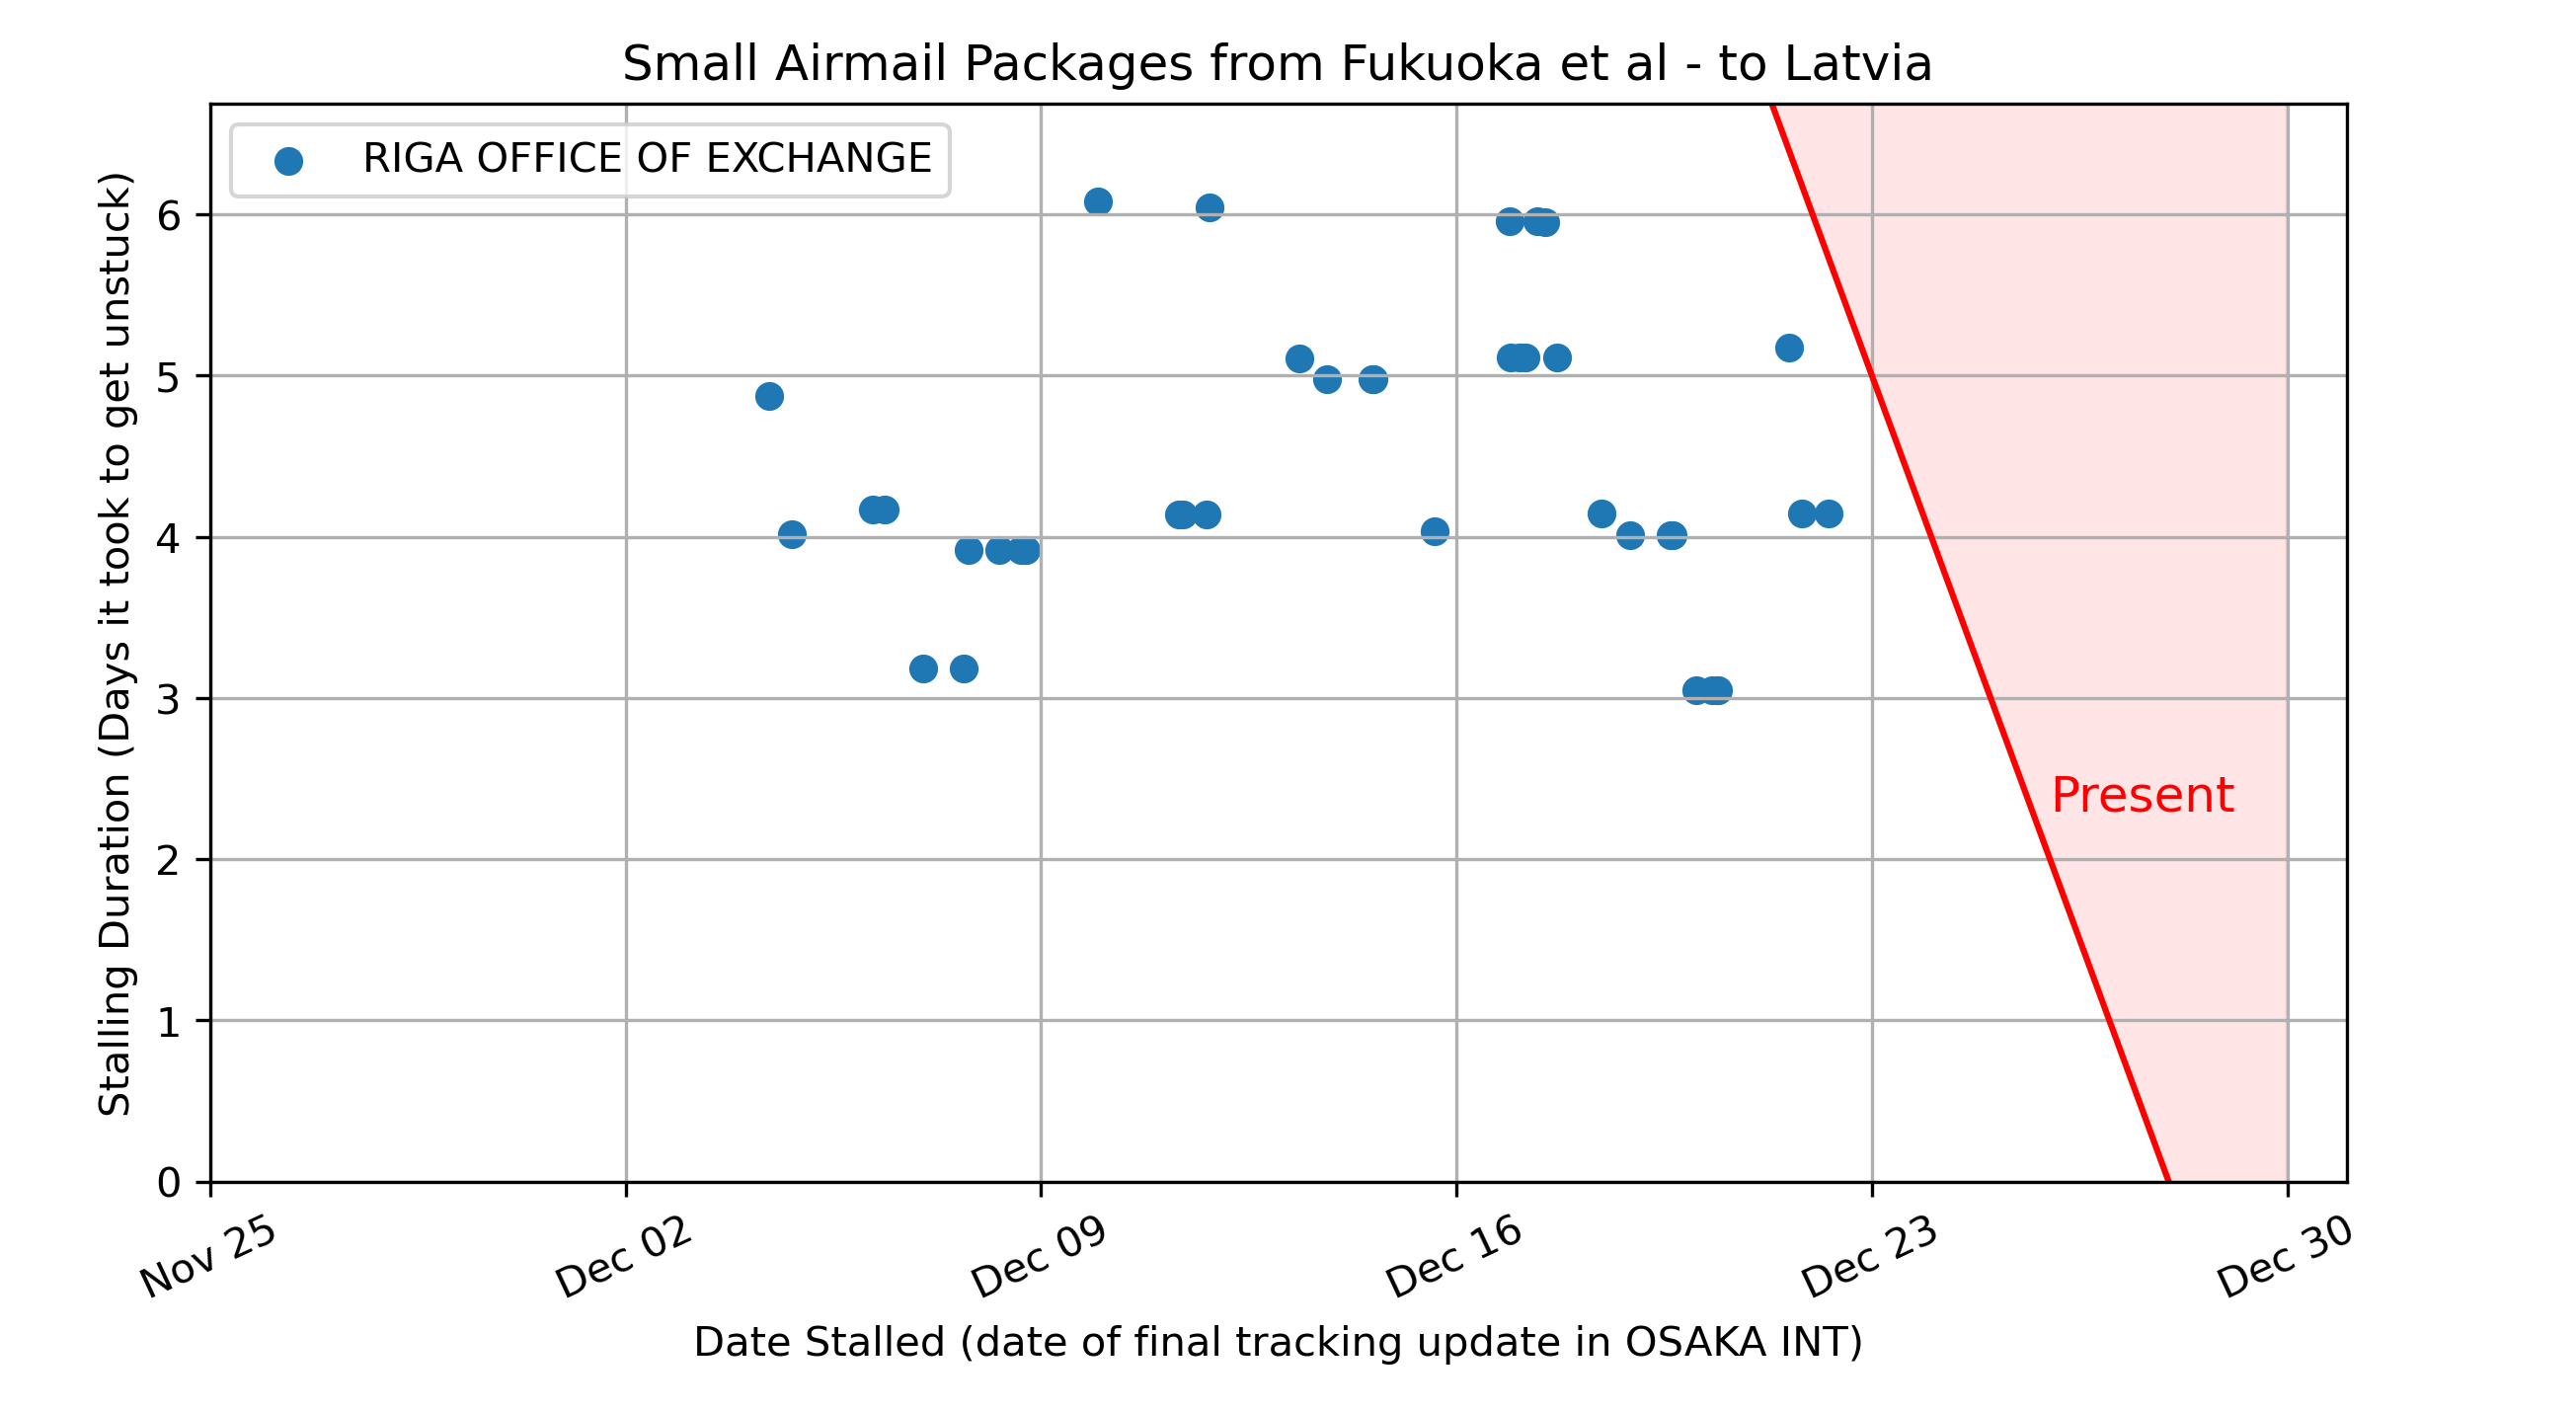 Small Airmail Packages from Fukuoka et al - to Latvia
RIGA OFFICE OF EXCHANGE
Stalling Duration (Days it took to get unstuck)
6
5
4
3
2
1
0
Present
Nov 25
Dec 02
Dec 09
Dec 16
Dec 23
Dec 30
Date Stalled (date of final tracking update in OSAKA INT)